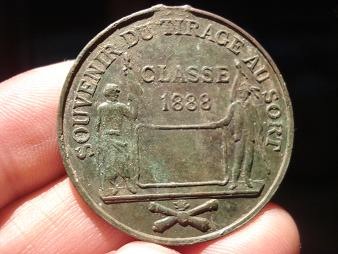 SOUVENIR DU TIRAGE AU SORT
CLASSE
1888